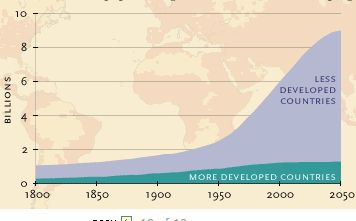 10
8
6
4
2
0
BILLIONS
LESS
DEVELOPED
COUNTRIES
MORE DEVELOPED COUNTRIES
1800 1850 1900 1950 2000 2050